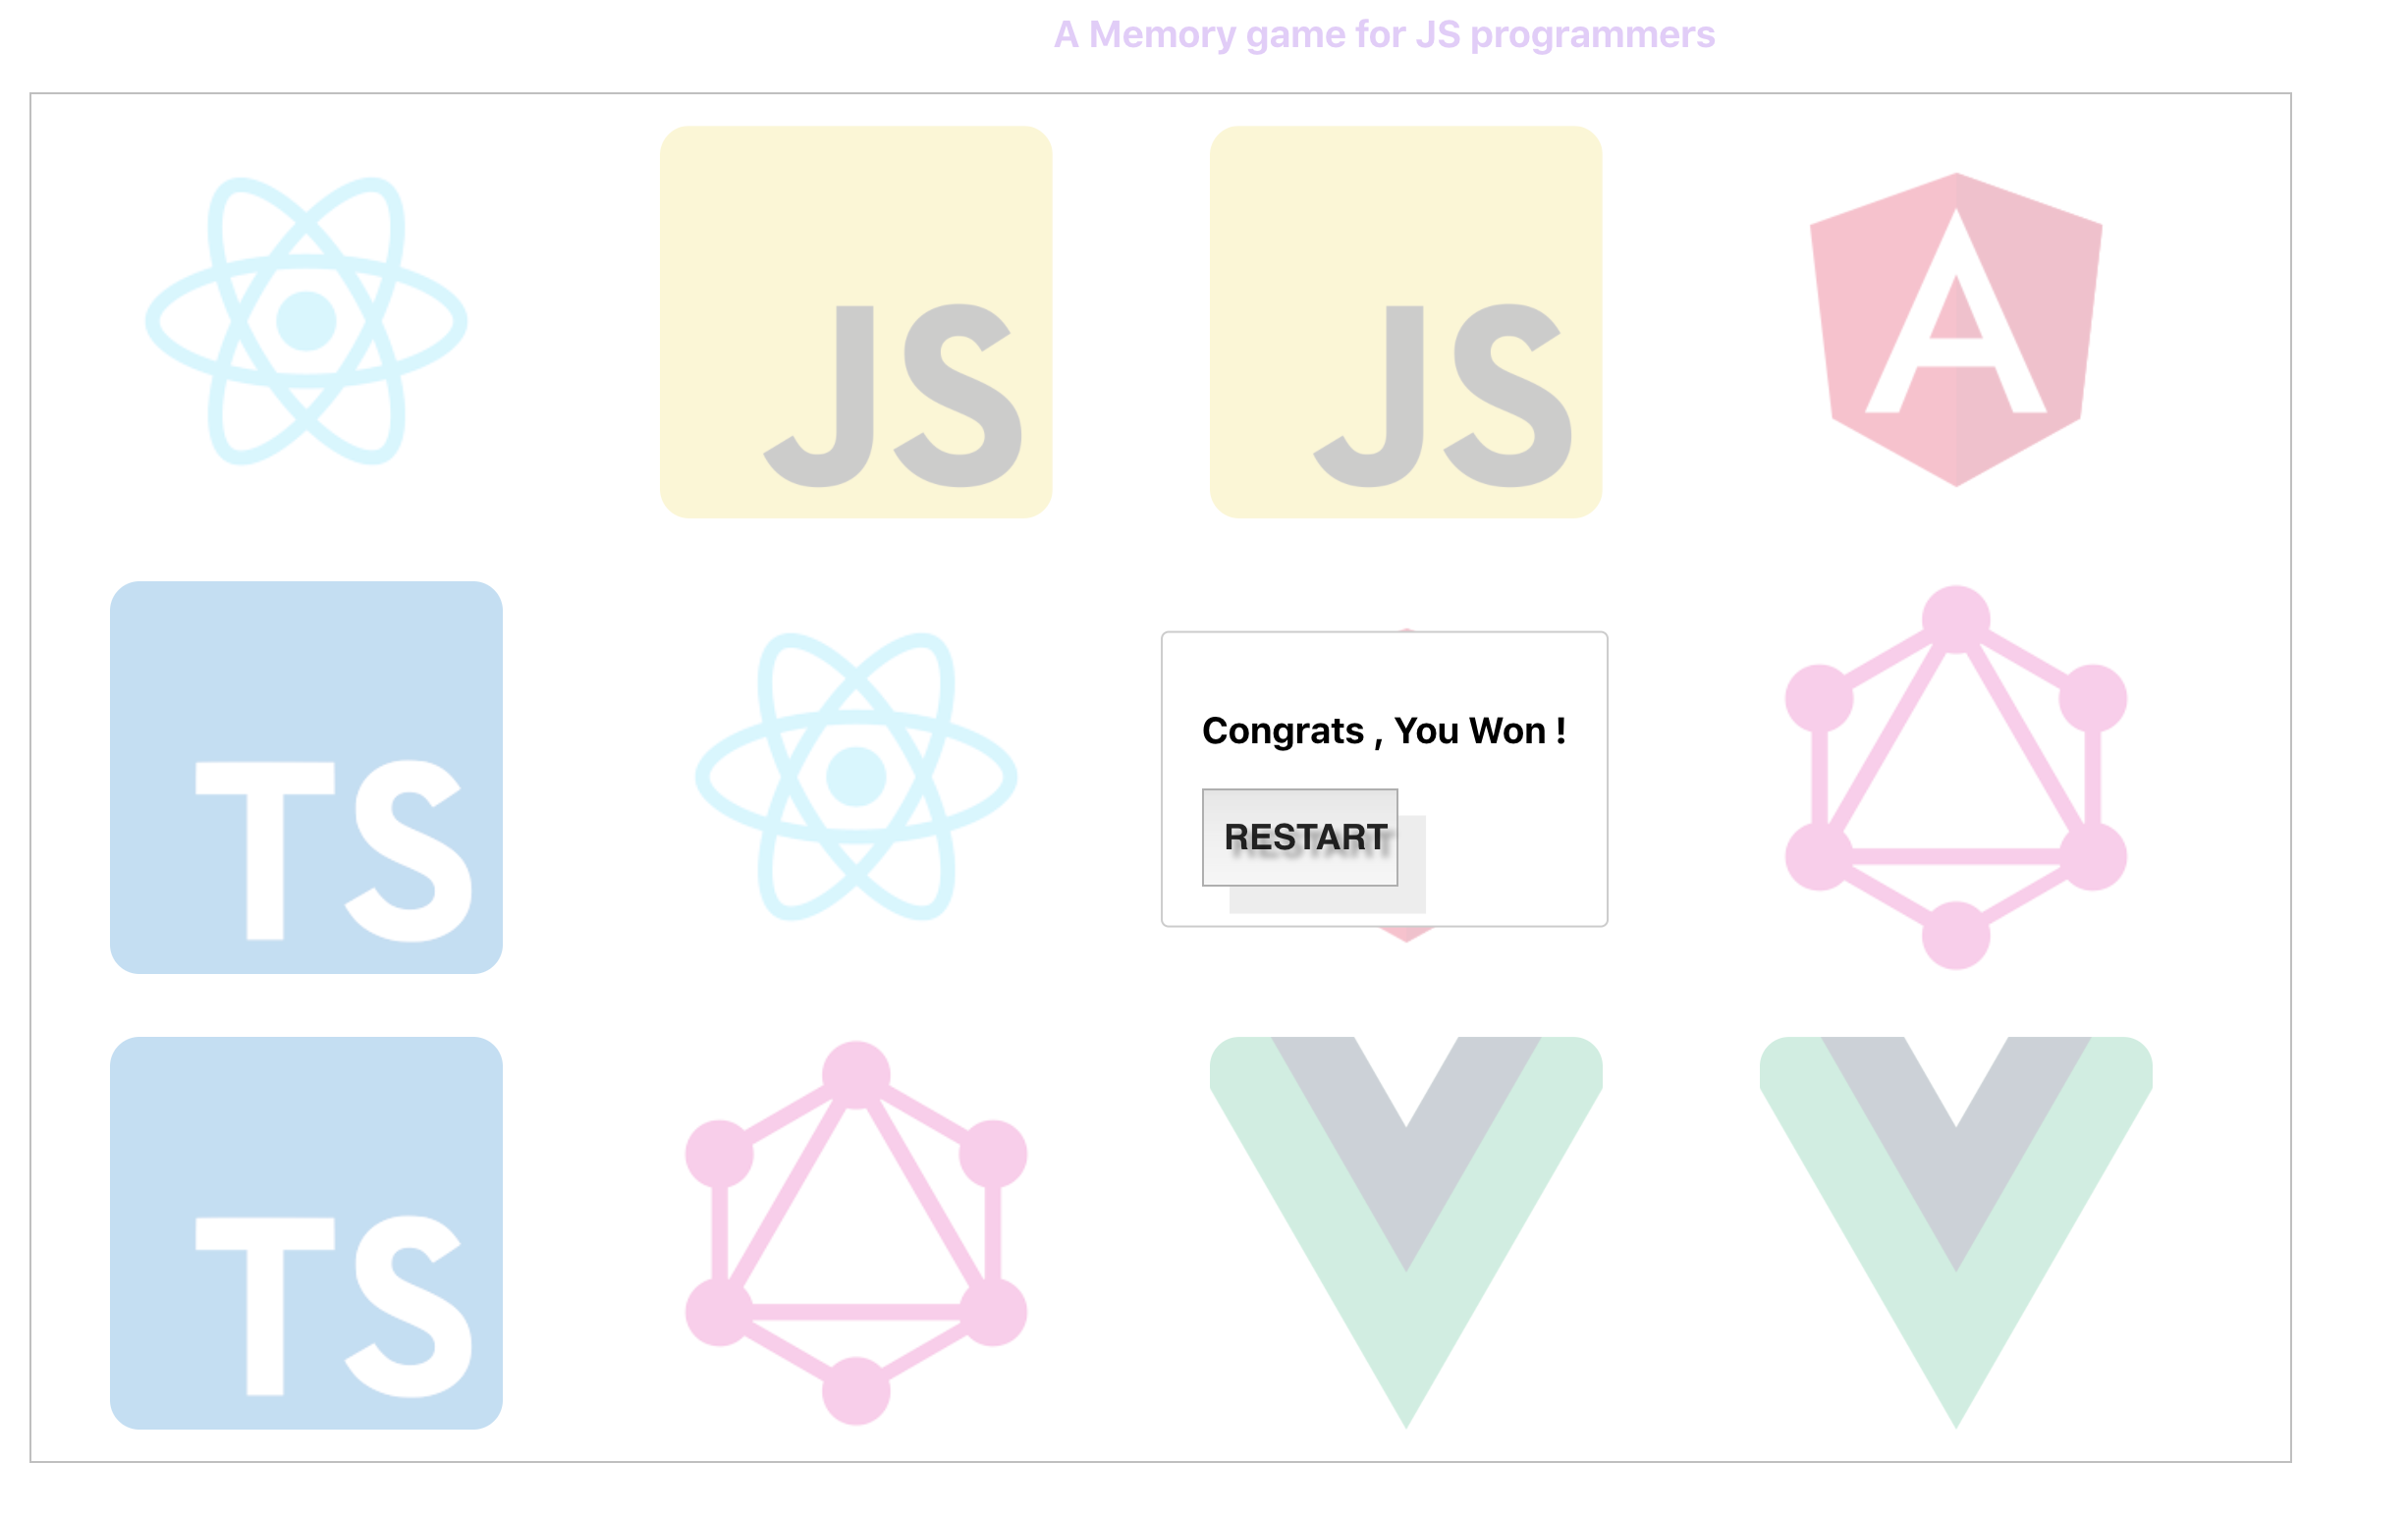 A Memory game for JS programmers
JS
JS
A
TS
Congrats , You Won !
RESTART
TS